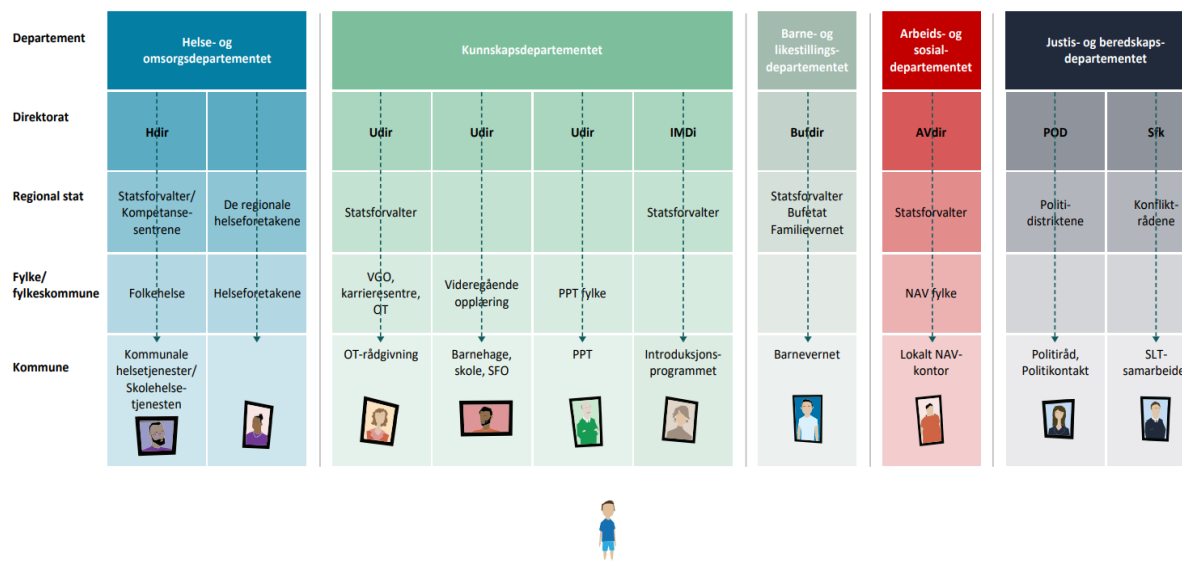 Departement
Helse- og
omsorgsdepartementet
Kunnskapsdepartementet
Barne- og
likestillings-
departementet
Arbeids- og
sosial-
departementet
Justis- og beredskaps-
departementet
Direktorat
Hdir
Udir
Udir
Udir
IMDi
Bufdir
AVdir
POD
Sfk
Regional stat
Statsforvalter/
Kompetanse-
sentrene
De regionale
helseforetakene
Statsforvalter
Statsforvalter
Statsforvalter
Bufetat
Familievernet
Statsforvalter
Politi-
distriktene
Konflikt-
rådene
Fylke/
fylkeskommune
Folkehelse
Helseforetakene
VGO,
karrieresentre,
OT
Videregående
opplæring
PPT fylke
NAV fylke
Kommune
Kommunale
helsetjenester/
Skolehelse-
tjenesten
OT-rådgivning
Barnehage,
skole, SFO
PPT
Introduksjons-
programmet
Barnevernet
Lokalt NAV-
kontor
Politiråd,
Politikontakt
SLT-
samarbeide